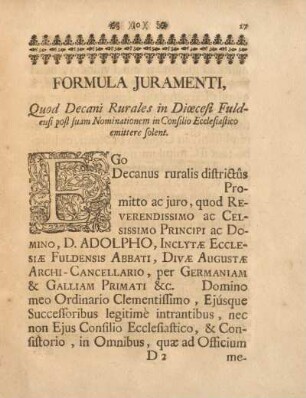 ❧ )o( ❧ 17
FORMULA JURAMENTI,
Quod Decani Rurales in Diœcesi Fuld-
ensi post suam Nominationem in Consilio Ecclesiastico
emittere solent.
EGo
Decanus ruralis districtûs
Pro-
mitto ac juro, quod RE-
VERENDISSIMO ac CEL-
SISSIMO PRINCIPI ac DO-
MINO, D. ADOLPHO, INCLYTÆ ECCLE-
SIÆ FULDENSIS ABBATI, DIVÆ AUGUSTÆ
ARCHI-CANCELLARIO, per GERMANIAM
& GALLIAM PRIMATI &c. Domino
meo Ordinario Clementissimo, Ejúsque
Successoribus legitimè intrantibus, nec
non Ejus Consilio Ecclesiastico, & Con-
sistorio, in Omnibus, quæ ad Officium
D 2 me-